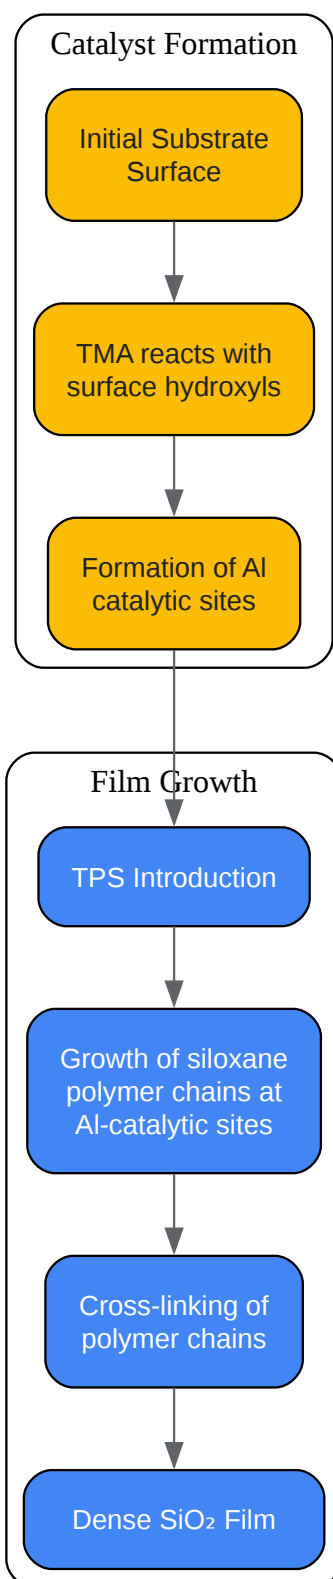 Catalyst Formation
Initial Substrate
Surface
TMA reacts with
surface hydroxyls
Formation of Al
catalytic sites
Film Growth
TPS Introduction
Growth of siloxane
polymer chains at
Al-catalytic sites
Cross-linking of
polymer chains
Dense SiO₂ Film